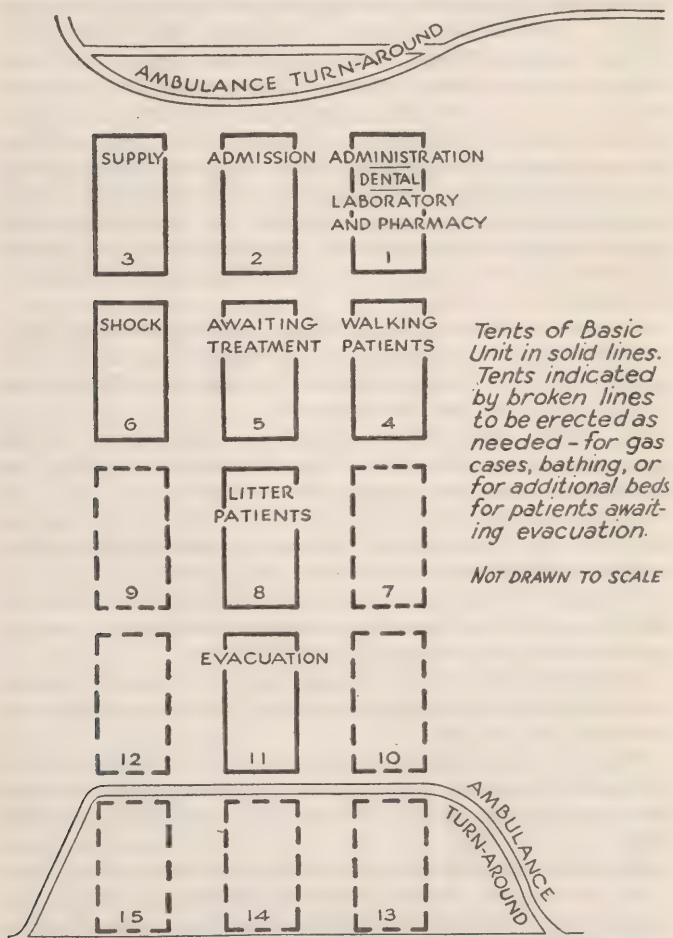 AMBULANCE TURN-AROUND
SUPPLY
3
ADMISSION
2
ADMINISTRATION
DENTAL
LABORATORY
AND PHARMACY
1
SHOCK
6
AWAITING
TREATMENT
5
WALKING
PATIENTS
4
Tents of Basic
Unit in solid lines.
Tents indicated
by broken lines
to be erected as
needed - for gas
cases, bathing, or
for additional beds
for patients await-
ing evacuation.
NOT DRAWN TO SCALE
9
LITTER
PATIENTS
8
7
12
EVACUATION
11
10
AMBULANCE
TURN-AROUND
15
14
13